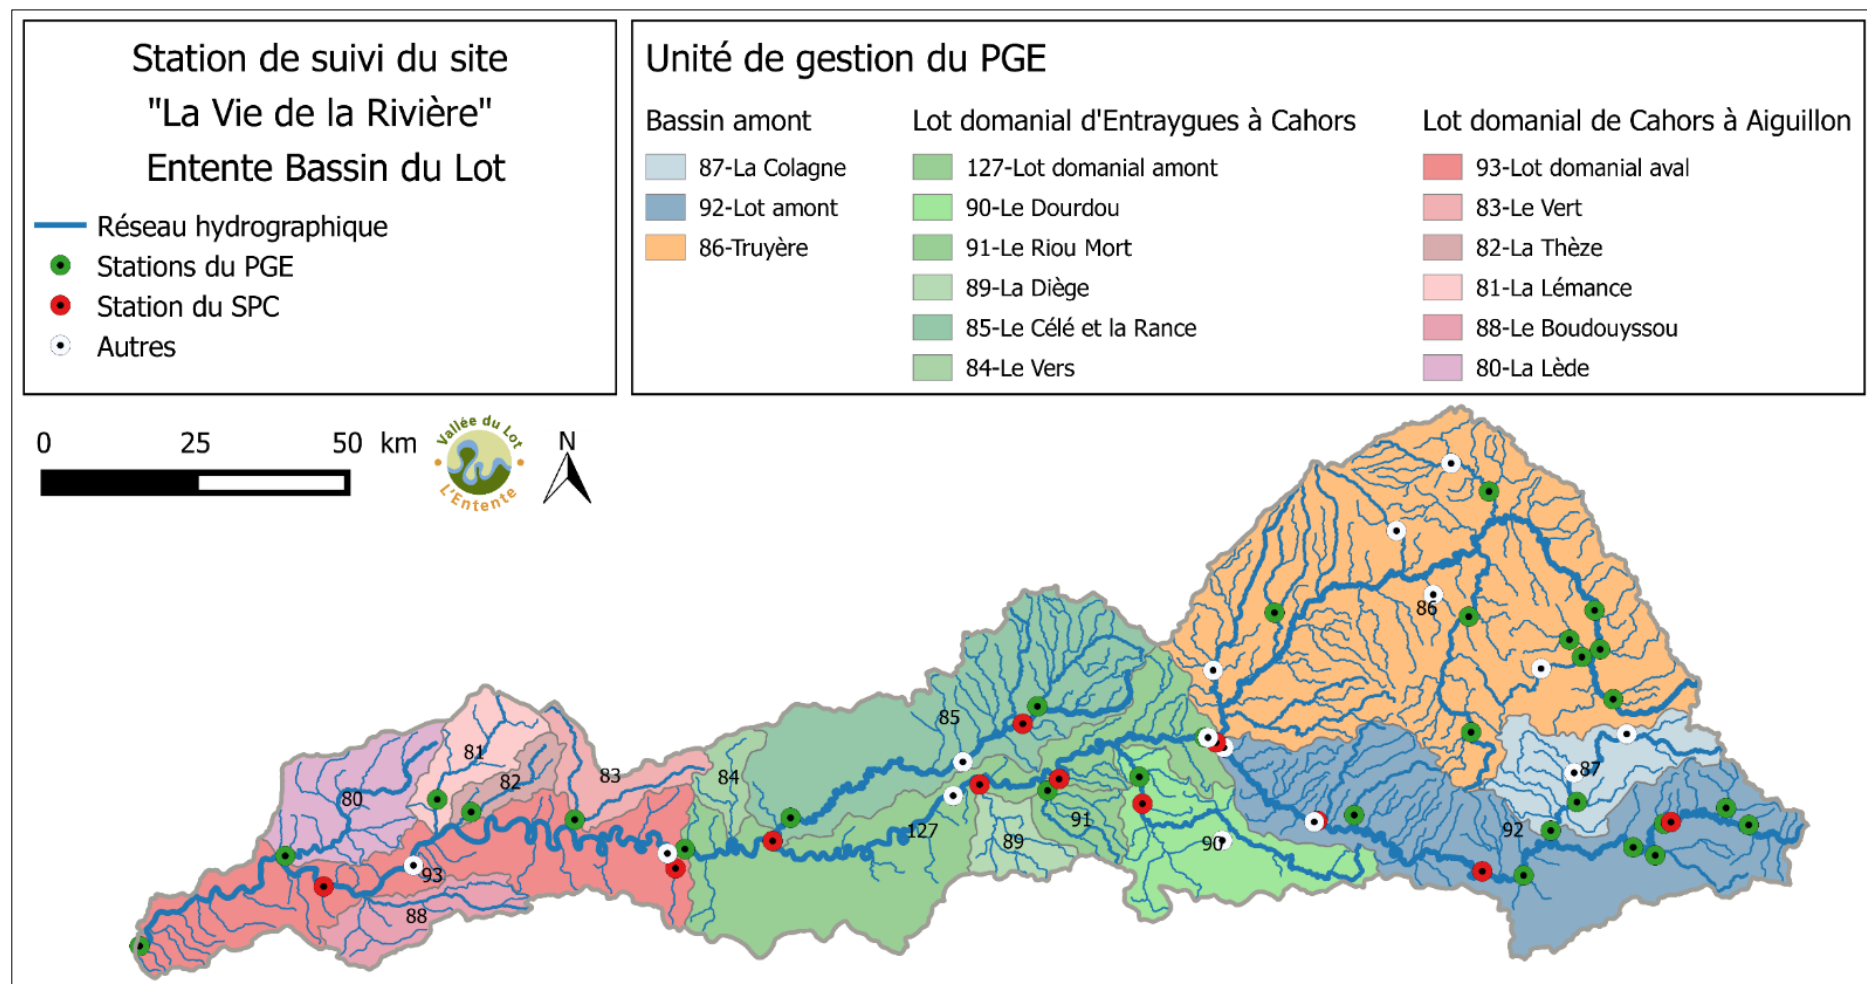 Station de suivi du site
"La Vie de la Rivière"
Entente Bassin du Lot
Réseau hydrographique
Stations du PGE
Station du SPC
Autres
Unité de gestion du PGE
Bassin amont
87-La Colagne
92-Lot amont
86-Truyère
Lot domanial d'Entraygues à Cahors
127-Lot domanial amont
90-Le Dourdou
91-Le Riou Mort
89-La Diège
85-Le Célé et la Rance
84-Le Vers
Lot domanial de Cahors à Aiguillon
93-Lot domanial aval
83-Le Vert
82-La Thèze
81-La Lémance
88-Le Boudouyssou
80-La Lède
0 25 50 km
Vallée du Lot
L'Entente
N
86
85
81
82
83
84
80
87
92
127
91
89
90
93
88